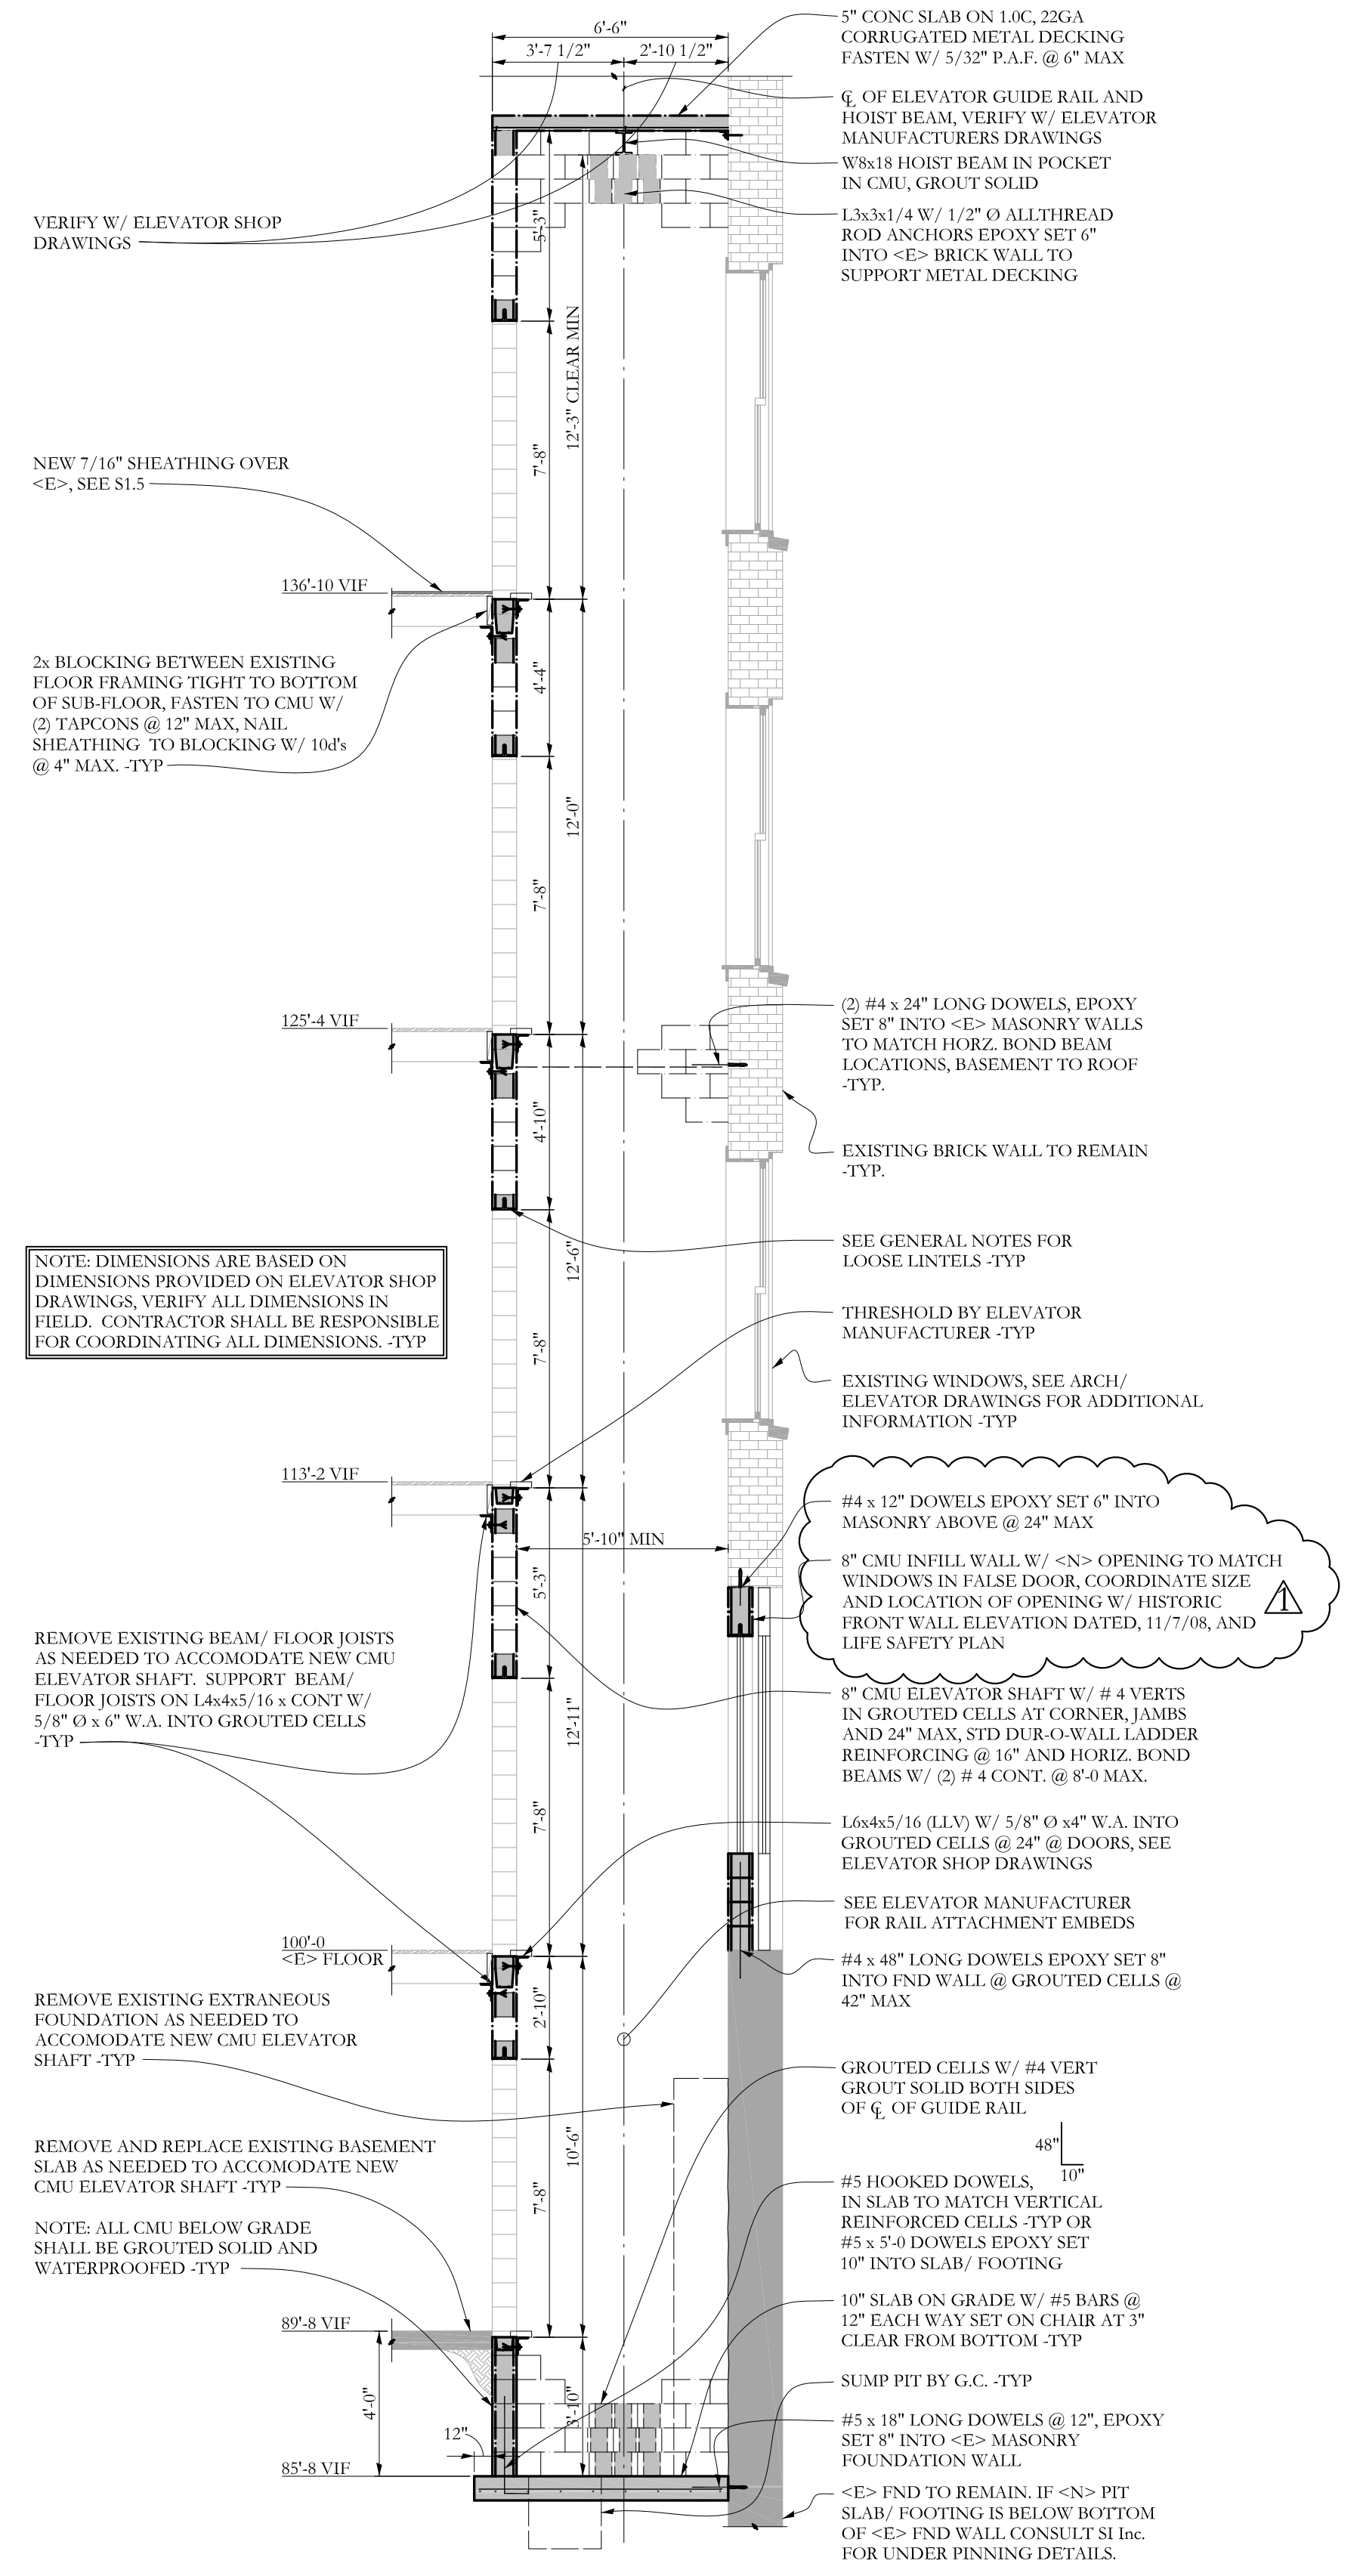 6'-6"
3'-7 1/2"
2'-10 1/2"
5" CONC SLAB ON 1.0C, 22GA
CORRUGATED METAL DECKING
FASTEN W/ 5/32" P.A.F. @ 6" MAX
℄ OF ELEVATOR GUIDE RAIL AND
HOIST BEAM, VERIFY W/ ELEVATOR
MANUFACTURERS DRAWINGS
W8x18 HOIST BEAM IN POCKET
IN CMU, GROUT SOLID
L3x3x1/4 W/ 1/2" Ø ALLTHREAD
ROD ANCHORS EPOXY SET 6"
INTO <E> BRICK WALL TO
SUPPORT METAL DECKING
VERIFY W/ ELEVATOR SHOP
DRAWINGS
5'-3"
12'-3" CLEAR MIN
7'-8"
NEW 7/16" SHEATHING OVER
<E>, SEE S1.5
136'-10 VIF
2x BLOCKING BETWEEN EXISTING
FLOOR FRAMING TIGHT TO BOTTOM
OF SUB-FLOOR, FASTEN TO CMU W/
(2) TAPCONS @ 12" MAX, NAIL
SHEATHING TO BLOCKING W/ 10d's
@ 4" MAX. -TYP
4'-4"
12'-0"
7'-8"
125'-4 VIF
(2) #4 x 24" LONG DOWELS, EPOXY
SET 8" INTO <E> MASONRY WALLS
TO MATCH HORZ. BOND BEAM
LOCATIONS, BASEMENT TO ROOF
-TYP.
4'-10"
EXISTING BRICK WALL TO REMAIN
-TYP.
SEE GENERAL NOTES FOR
LOOSE LINTELS -TYP
12'-6"
NOTE: DIMENSIONS ARE BASED ON
DIMENSIONS PROVIDED ON ELEVATOR SHOP
DRAWINGS, VERIFY ALL DIMENSIONS IN
FIELD. CONTRACTOR SHALL BE RESPONSIBLE
FOR COORDINATING ALL DIMENSIONS. -TYP
7'-8"
THRESHOLD BY ELEVATOR
MANUFACTURER -TYP
EXISTING WINDOWS, SEE ARCH/
ELEVATOR DRAWINGS FOR ADDITIONAL
INFORMATION -TYP
113'-2 VIF
#4 x 12" DOWELS EPOXY SET 6" INTO
MASONRY ABOVE @ 24" MAX
5'-10" MIN
8" CMU INFILL WALL W/ <N> OPENING TO MATCH
WINDOWS IN FALSE DOOR, COORDINATE SIZE
AND LOCATION OF OPENING W/ HISTORIC
FRONT WALL ELEVATION DATED, 11/7/08, AND
LIFE SAFETY PLAN
1
5'-3"
REMOVE EXISTING BEAM/ FLOOR JOISTS
AS NEEDED TO ACCOMODATE NEW CMU
ELEVATOR SHAFT. SUPPORT BEAM/
FLOOR JOISTS ON L4x4x5/16 x CONT W/
5/8" Ø x 6" W.A. INTO GROUTED CELLS
-TYP
8" CMU ELEVATOR SHAFT W/ # 4 VERTS
IN GROUTED CELLS AT CORNER, JAMBS
AND 24" MAX, STD DUR-O-WALL LADDER
REINFORCING @ 16" AND HORIZ. BOND
BEAMS W/ (2) # 4 CONT. @ 8'-0 MAX.
12'-11"
7'-8"
L6x4x5/16 (LLV) W/ 5/8" Ø x4" W.A. INTO
GROUTED CELLS @ 24" @ DOORS, SEE
ELEVATOR SHOP DRAWINGS
SEE ELEVATOR MANUFACTURER
FOR RAIL ATTACHMENT EMBEDS
100'-0
<E> FLOOR
#4 x 48" LONG DOWELS EPOXY SET 8"
INTO FND WALL @ GROUTED CELLS @
42" MAX
REMOVE EXISTING EXTRANEOUS
FOUNDATION AS NEEDED TO
ACCOMODATE NEW CMU ELEVATOR
SHAFT -TYP
2'-10"
GROUTED CELLS W/ #4 VERT
GROUT SOLID BOTH SIDES
OF ℄ OF GUIDE RAIL
48"
10"
10'-6"
REMOVE AND REPLACE EXISTING BASEMENT
SLAB AS NEEDED TO ACCOMODATE NEW
CMU ELEVATOR SHAFT -TYP
7'-8"
#5 HOOKED DOWELS,
IN SLAB TO MATCH VERTICAL
REINFORCED CELLS -TYP OR
#5 x 5'-0 DOWELS EPOXY SET
10" INTO SLAB/ FOOTING
NOTE: ALL CMU BELOW GRADE
SHALL BE GROUTED SOLID AND
WATERPROOFED -TYP
10" SLAB ON GRADE W/ #5 BARS @
12" EACH WAY SET ON CHAIR AT 3"
CLEAR FROM BOTTOM -TYP
89'-8 VIF
SUMP PIT BY G.C. -TYP
4'-0"
3'-10"
12"
#5 x 18" LONG DOWELS @ 12", EPOXY
SET 8" INTO <E> MASONRY
FOUNDATION WALL
85'-8 VIF
<E> FND TO REMAIN. IF <N> PIT
SLAB/ FOOTING IS BELOW BOTTOM
OF <E> FND WALL CONSULT SI Inc.
FOR UNDER PINNING DETAILS.